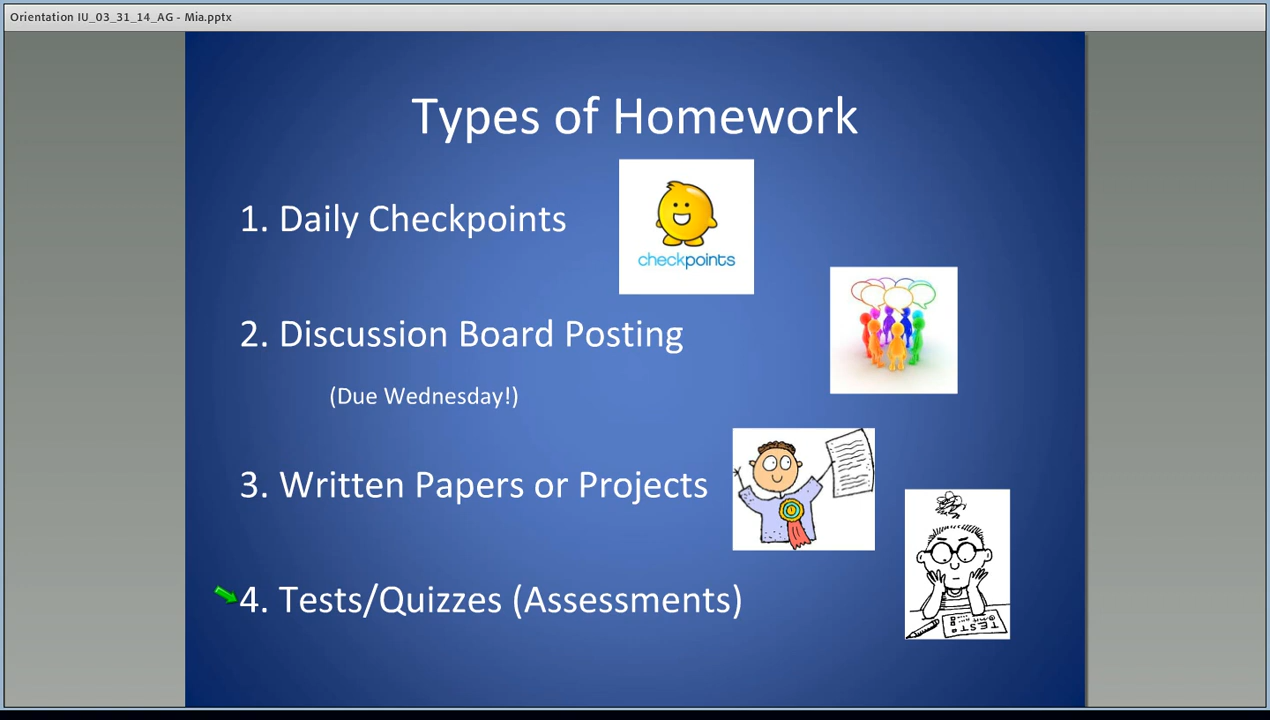 Orientation IU_03_31_14_AG - Mia.pptx
Types of Homework
1. Daily Checkpoints
checkpoints
2. Discussion Board Posting
(Due Wednesday!)
3. Written Papers or Projects
4. Tests/Quizzes (Assessments)
TEST